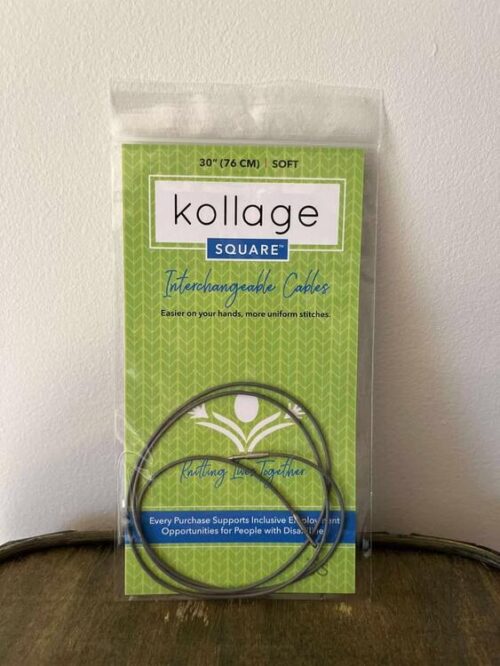 30" (76 CM) | SOFT
kollage
SQUARE™
Interchangeable Cables
Easier on your hands, more uniform stitches.
Knitting Lives Together
Every Purchase Supports Inclusive Employment
Opportunities for People with Disabilities